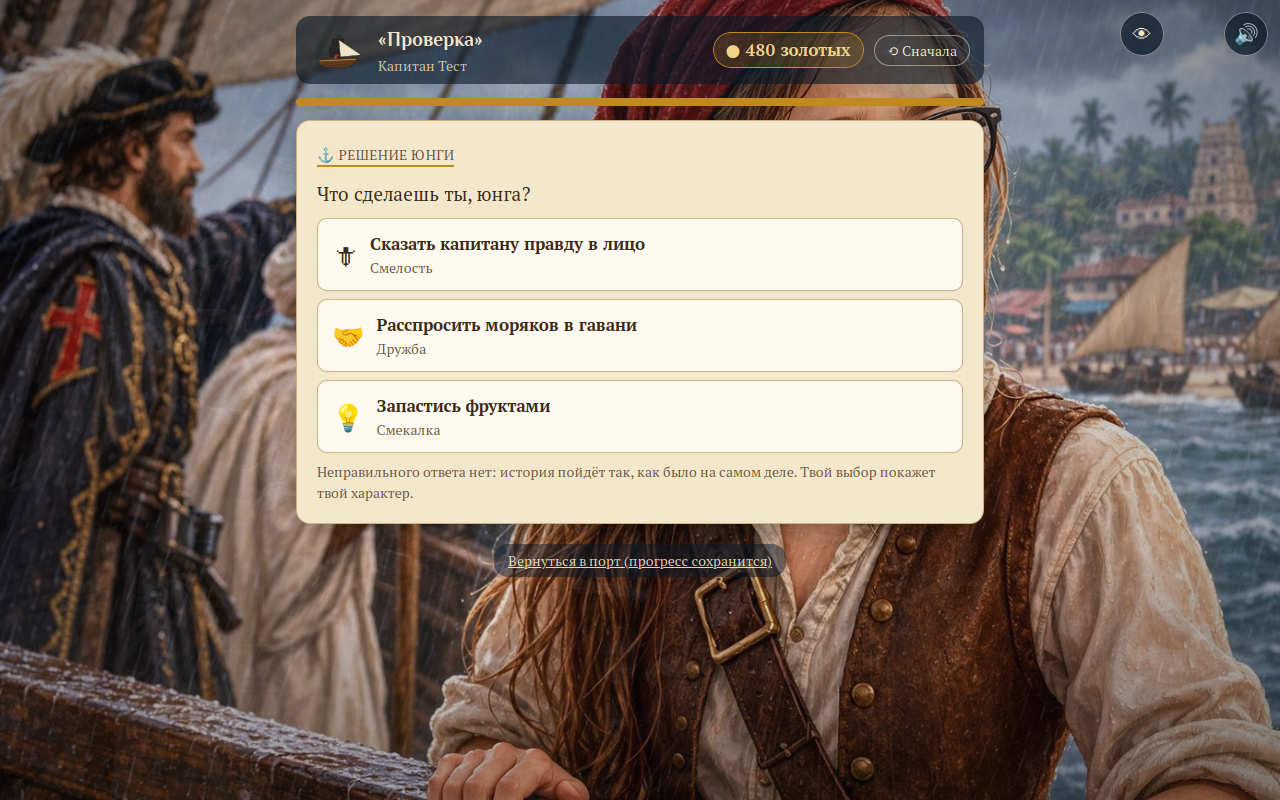 «Проверка»
Капитан Тест
480 золотых
⟲ Сначала
⚓ РЕШЕНИЕ ЮНГИ
Что сделаешь ты, юнга?
Сказать капитану правду в лицо
Смелость
Расспросить моряков в гавани
Дружба
Запастись фруктами
Смекалка
Неправильного ответа нет: история пойдёт так, как было на самом деле. Твой выбор покажет
твой характер.
Вернуться в порт (прогресс сохранится)